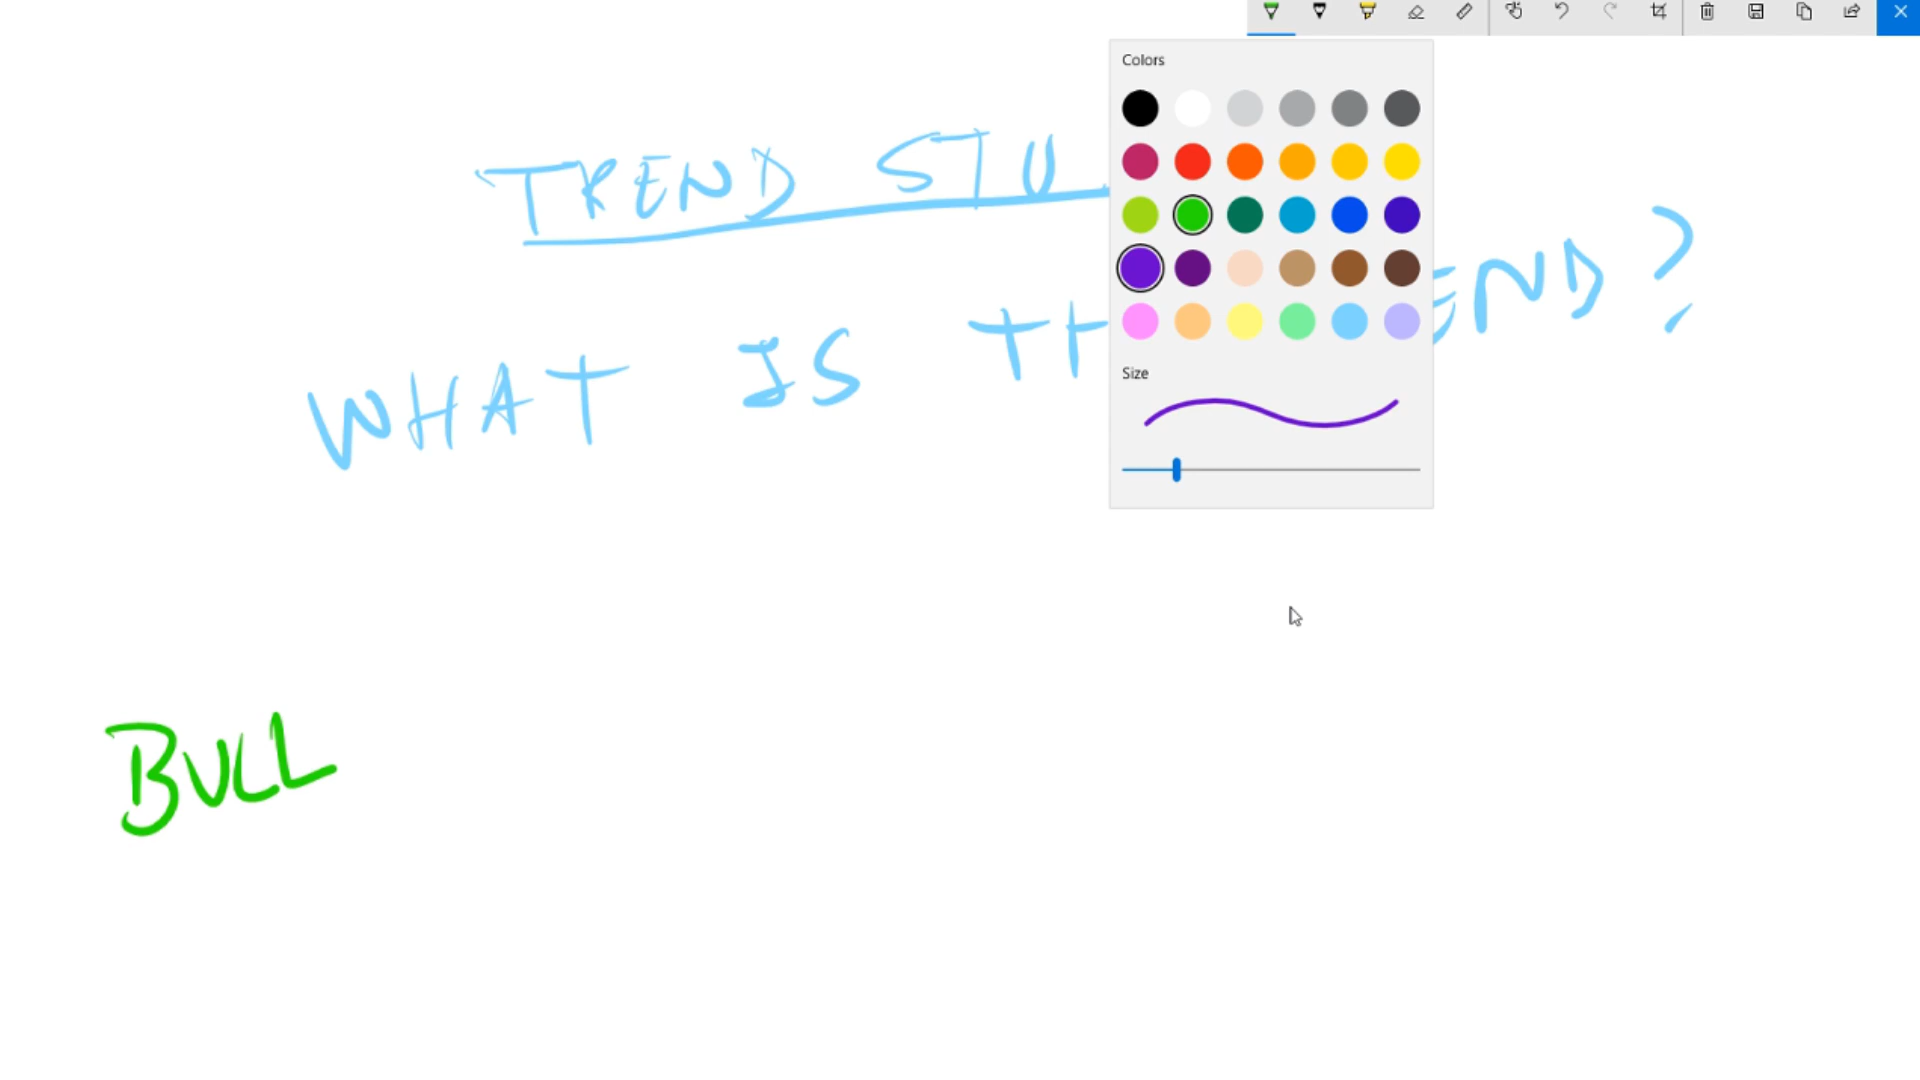 Colors
TREND STU
WHAT IS TH END?
Size
BULL